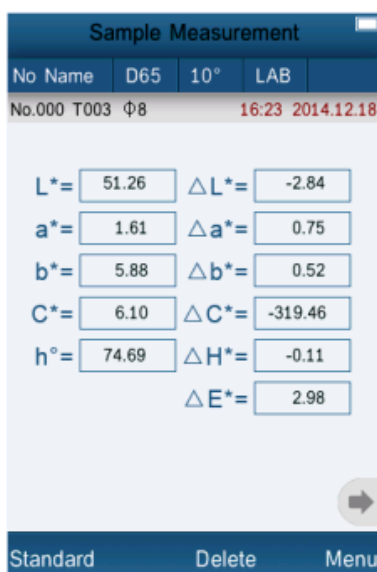 Sample Measurement
No Name D65 10° LAB
No.000 T003 Φ8 16:23 2014.12.18
L*= 51.26 △L*= -2.84
a*= 1.61 △a*= 0.75
b*= 5.88 △b*= 0.52
C*= 6.10 △C*= -319.46
h°= 74.69 △H*= -0.11
△E*= 2.98
Standard Delete Menu